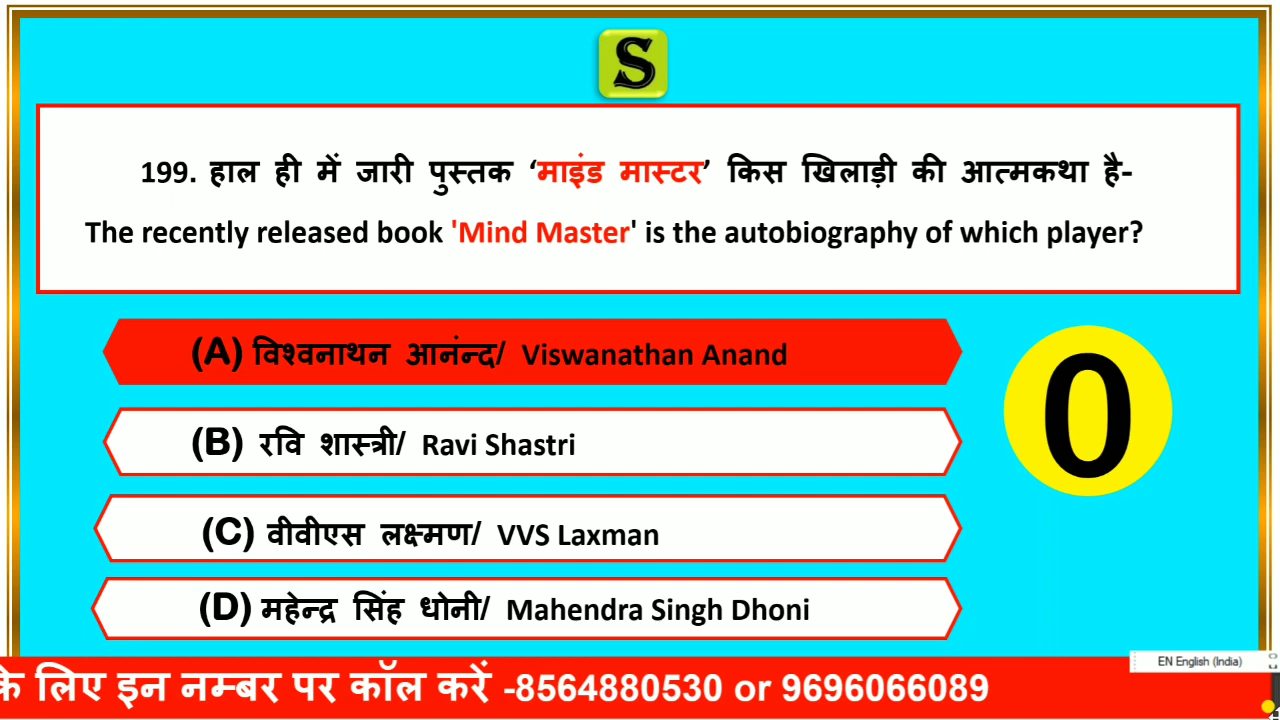 S
199. हाल ही में जारी पुस्तक ‘माइंड मास्टर’ किस खिलाड़ी की आत्मकथा है-
The recently released book 'Mind Master' is the autobiography of which player?
(A) विश्वनाथन आनंन्द/ Viswanathan Anand
0
(B) रवि शास्त्री/ Ravi Shastri
(C) वीवीएस लक्ष्मण/ VVS Laxman
(D) महेन्द्र सिंह धोनी/ Mahendra Singh Dhoni
EN English (India)
के लिए इन नम्बर पर कॉल करें -8564880530 or 9696066089